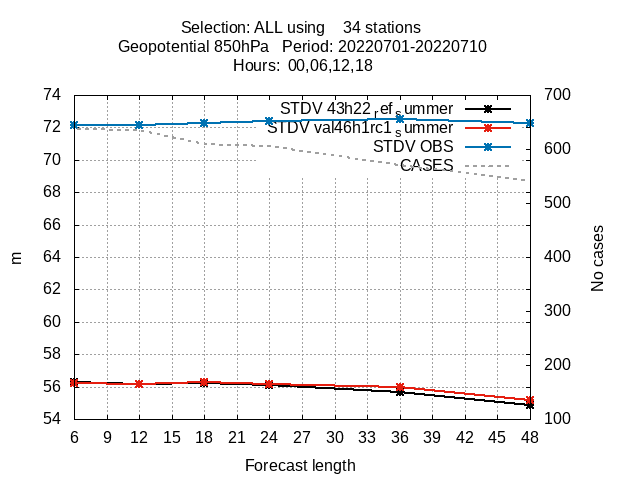 Selection: ALL using    34 stations
Geopotential 850hPa   Period: 20220701-20220710
Hours:  00,06,12,18
74 700
STDV 43h22_ref_summer
72 STDV val46h1rc1_summer
STDV OBS
70 CASES 600
68 500
66
64 400
m No cases
62
60 300
58
200
56
54 100
6 9 12 15 18 21 24 27 30 33 36 39 42 45 48
Forecast length